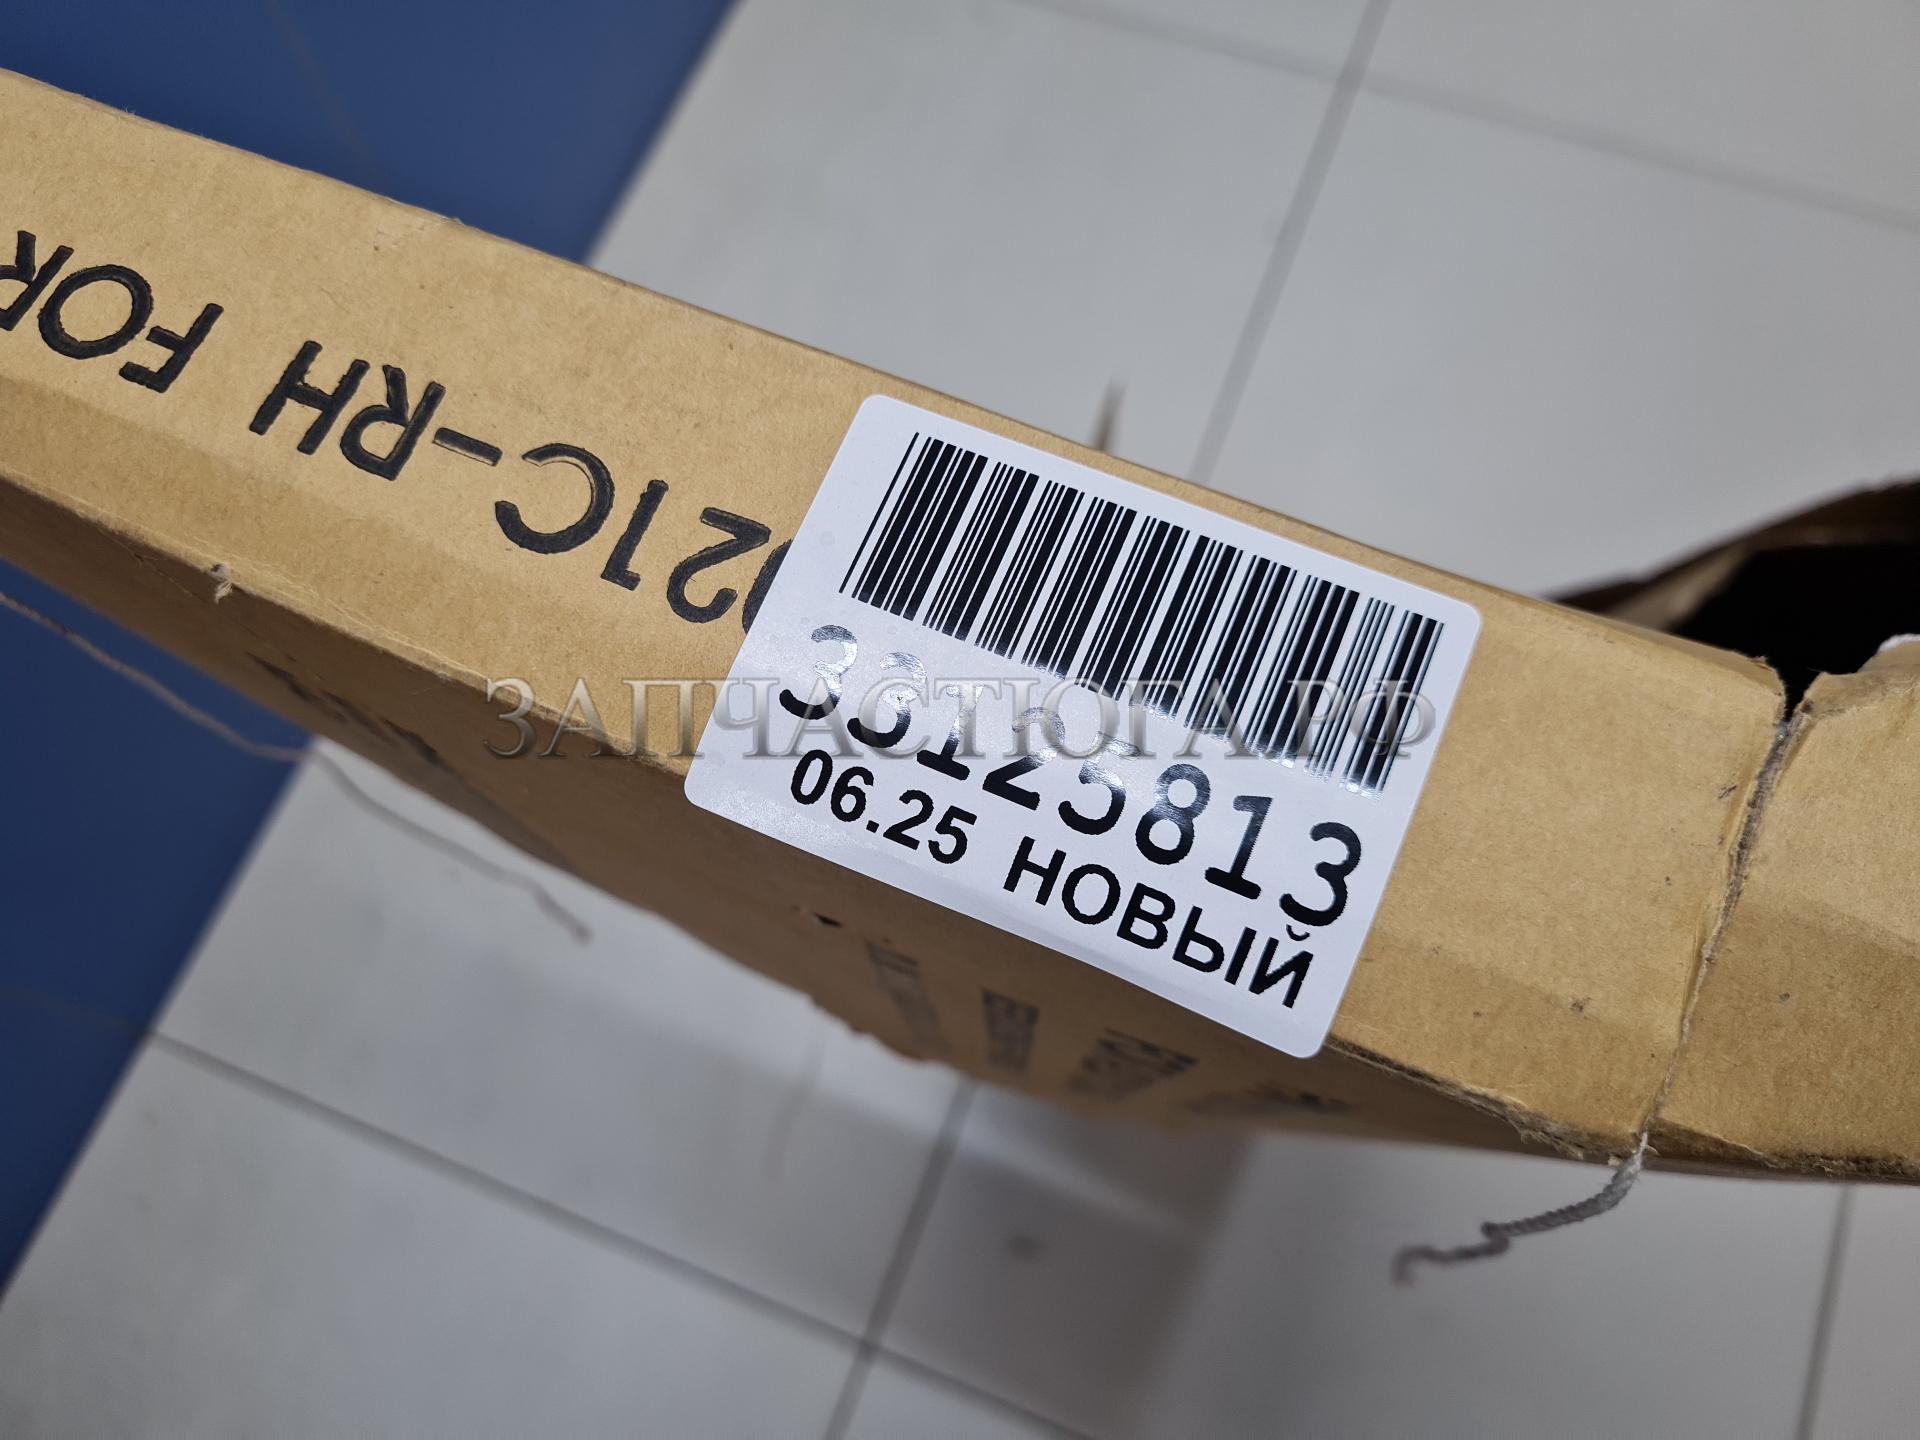 21C-RH FOR
33125813
06.25 НОВЫЙ
ЗАПЧАСТЮГА.РФ